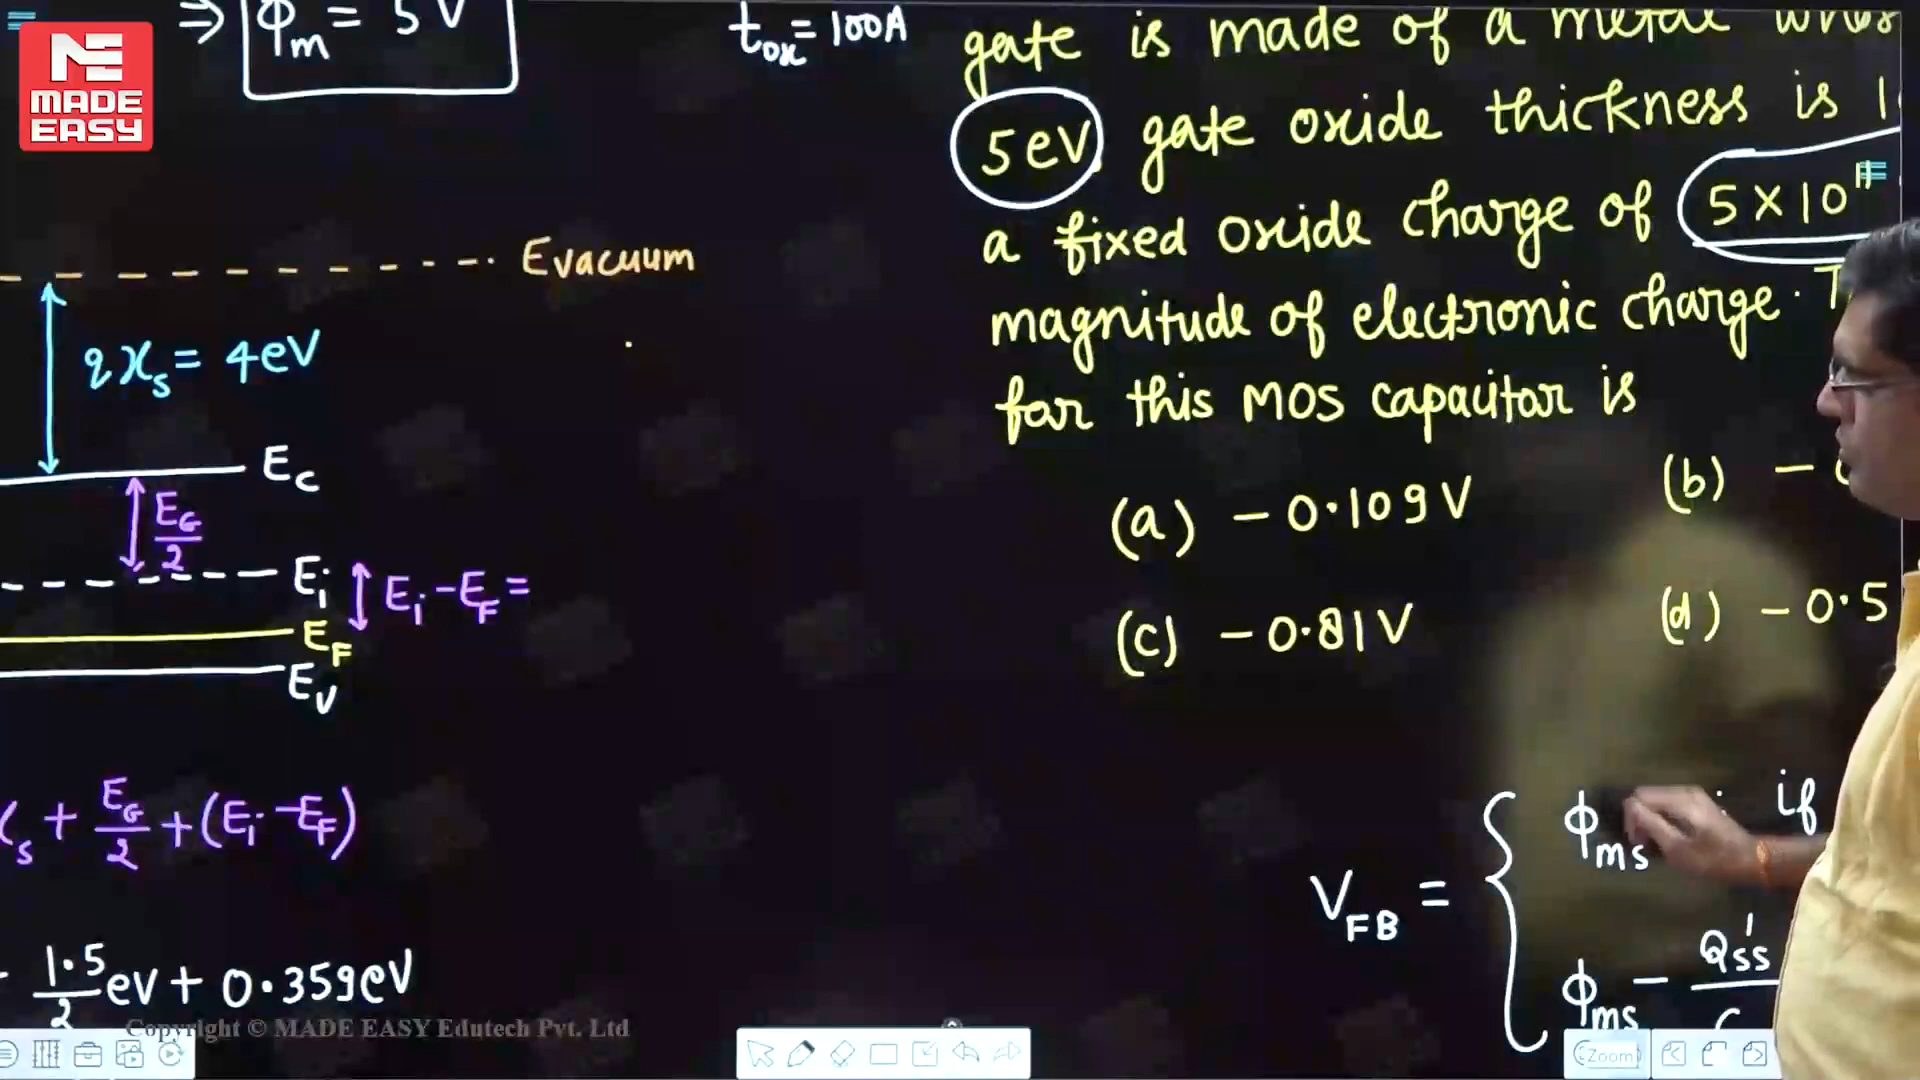 ⇒ ϕm = 5 V
tox = 100A
gate is made of a metal
5 eV, gate oxide thickness is 1
a fixed oxide charge of 5 × 10¹¹
magnitude of electronic charge.
for this MOS capacitor is
(a) − 0.109 V
(b) −
(c) − 0.81 V
(d) − 0.5
MADE
EASY
Evacuum
qχs = 4eV
Ec
EG/2
Ei
Ei − EF =
EF
EV
s + EG/2 + (Ei − EF)
1.5/2 eV + 0.359eV
VFB = {
ϕms ; if
ϕms − Q'ss
Copyright © MADE EASY Edutech Pvt. Ltd
Zoom